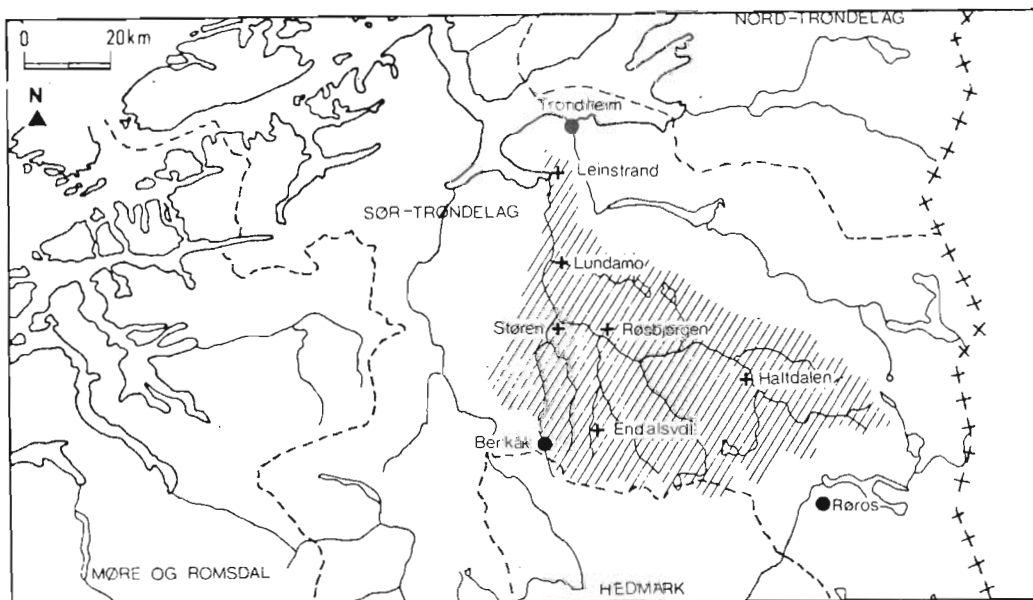 NORD-TRØNDELAG
0 20km
N
Trondheim
Leinstrand
SØR-TRØNDELAG
Lundamo
Støren
Røsbjørgen
Haltdalen
Endalsvoll
Berkåk
Røros
MØRE OG ROMSDAL
HEDMARK